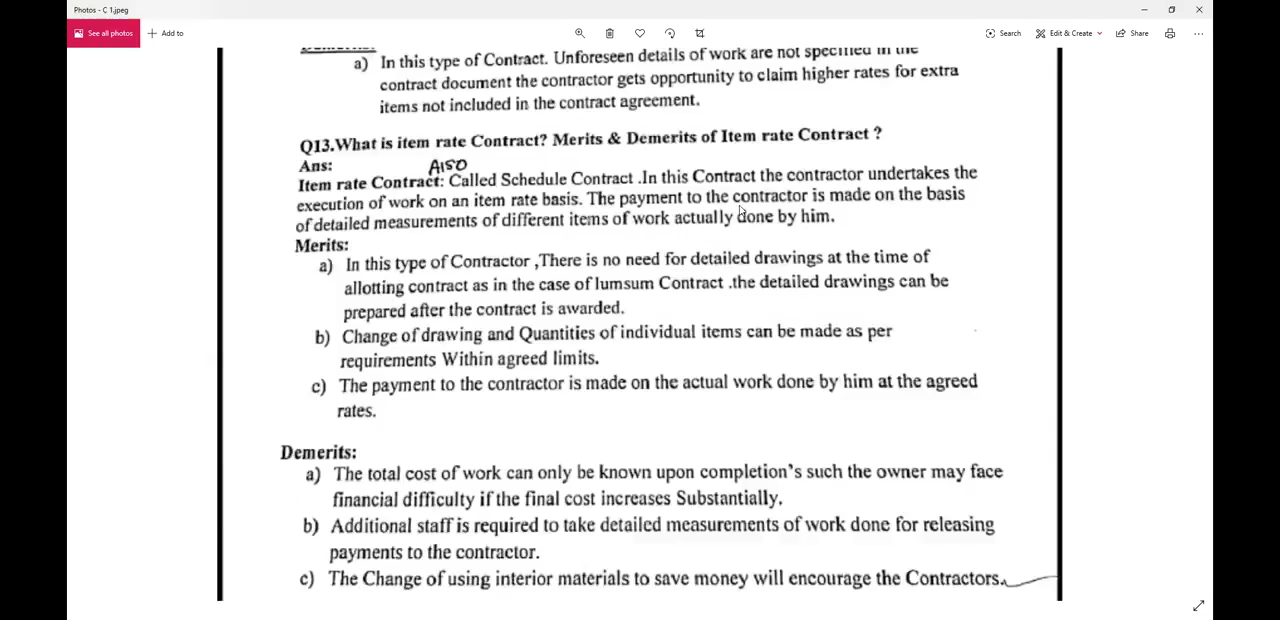 Photos - C 1.jpeg
See all photos
Add to
Search
Edit & Create
Share
a) In this type of Contract. Unforeseen details of work are not specified in the
contract document the contractor gets opportunity to claim higher rates for extra
items not included in the contract agreement.
Q13.What is item rate Contract? Merits & Demerits of Item rate Contract ?
Ans:
Also
Item rate Contract: Called Schedule Contract .In this Contract the contractor undertakes the
execution of work on an item rate basis. The payment to the contractor is made on the basis
of detailed measurements of different items of work actually done by him.
Merits:
a) In this type of Contractor ,There is no need for detailed drawings at the time of
allotting contract as in the case of lumsum Contract .the detailed drawings can be
prepared after the contract is awarded.
b) Change of drawing and Quantities of individual items can be made as per
requirements Within agreed limits.
c) The payment to the contractor is made on the actual work done by him at the agreed
rates.
Demerits:
a) The total cost of work can only be known upon completion's such the owner may face
financial difficulty if the final cost increases Substantially.
b) Additional staff is required to take detailed measurements of work done for releasing
payments to the contractor.
c) The Change of using interior materials to save money will encourage the Contractors.